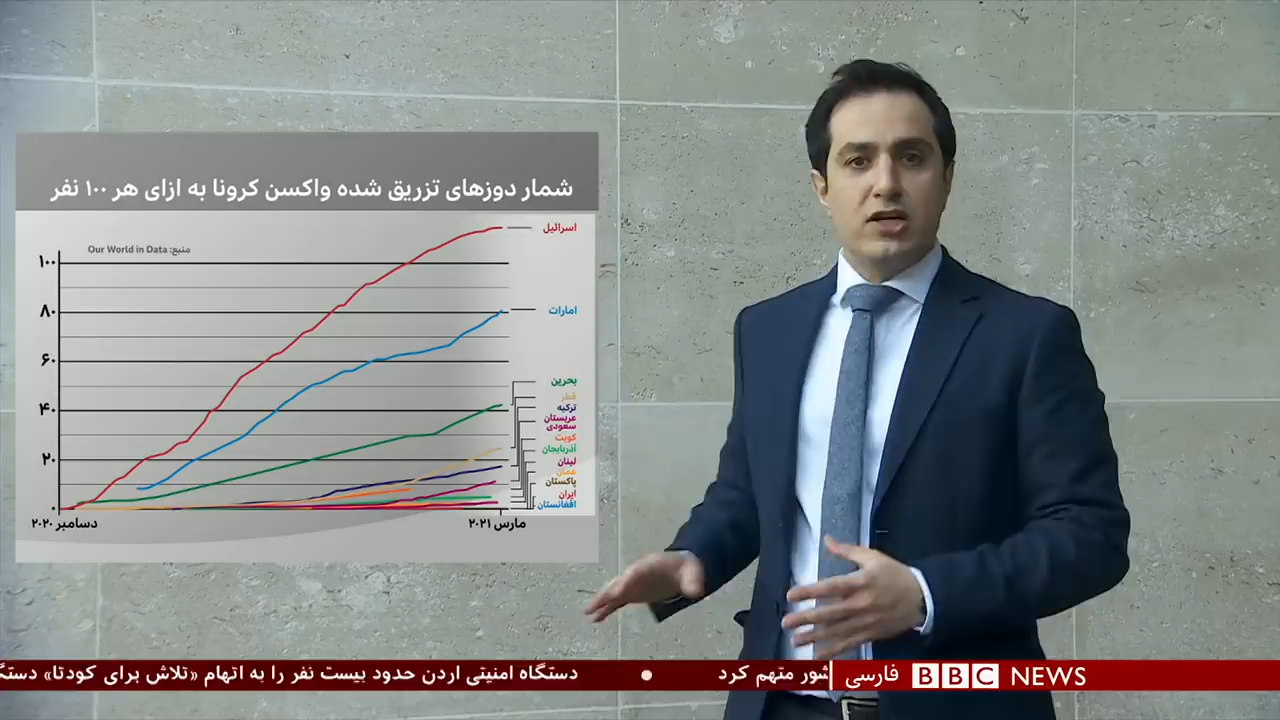 شمار دوزهای تزریق شده واکسن کرونا به ازای هر ۱۰۰ نفر
منبع: Our World in Data
۱۰۰
۸۰
۶۰
۴۰
۲۰
۰
اسرائیل
امارات
بحرین
قطر
ترکیه
عربستان
سعودی
کویت
آذربایجان
لبنان
عمان
پاکستان
ایران
افغانستان
دسامبر ۲۰۲۰
مارس ۲۰۲۱
شور متهم کرد • دستگاه امنیتی اردن حدود بیست نفر را به اتهام «تلاش برای کودتا» دستگ
BBC NEWS فارسی